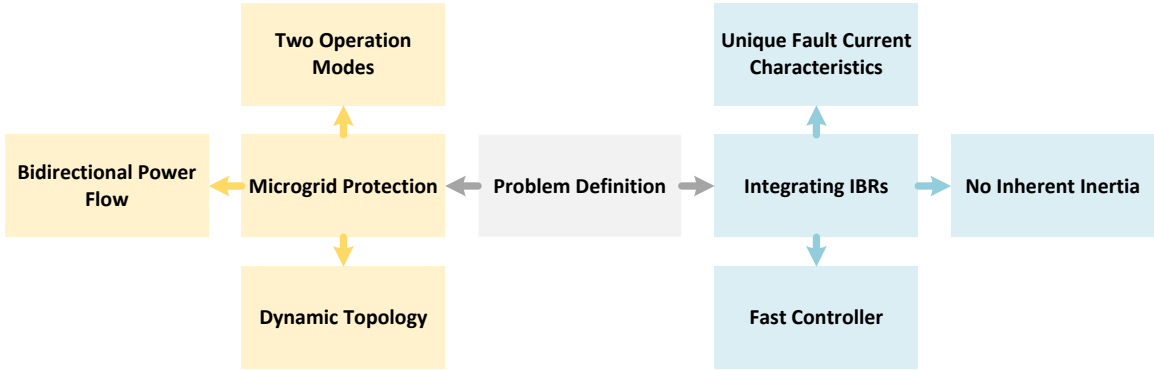 Two Operation
Modes
Unique Fault Current
Characteristics
Bidirectional Power
Flow
Microgrid Protection
Problem Definition
Integrating IBRs
No Inherent Inertia
Dynamic Topology
Fast Controller